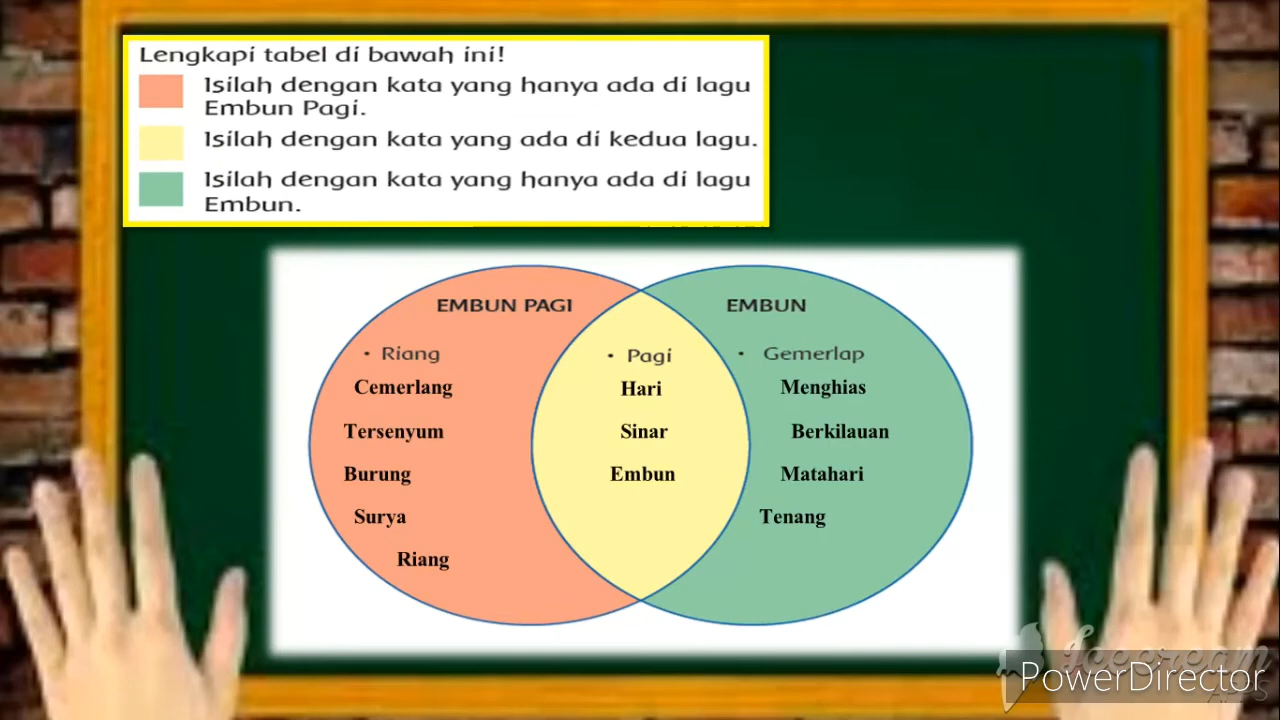 Lengkapi tabel di bawah ini!
Isilah dengan kata yang hanya ada di lagu
Embun Pagi.
Isilah dengan kata yang ada di kedua lagu.
Isilah dengan kata yang hanya ada di lagu
Embun.
EMBUN PAGI
• Riang
Cemerlang
Tersenyum
Burung
Surya
Riang
• Pagi
Hari
Sinar
Embun
EMBUN
• Gemerlap
Menghias
Berkilauan
Matahari
Tenang
Icecream
APPS
PowerDirector